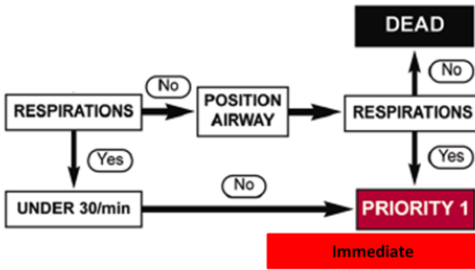 DEAD
No
No
RESPIRATIONS
POSITION
AIRWAY
RESPIRATIONS
Yes
Yes
No
UNDER 30/min
PRIORITY 1
Immediate